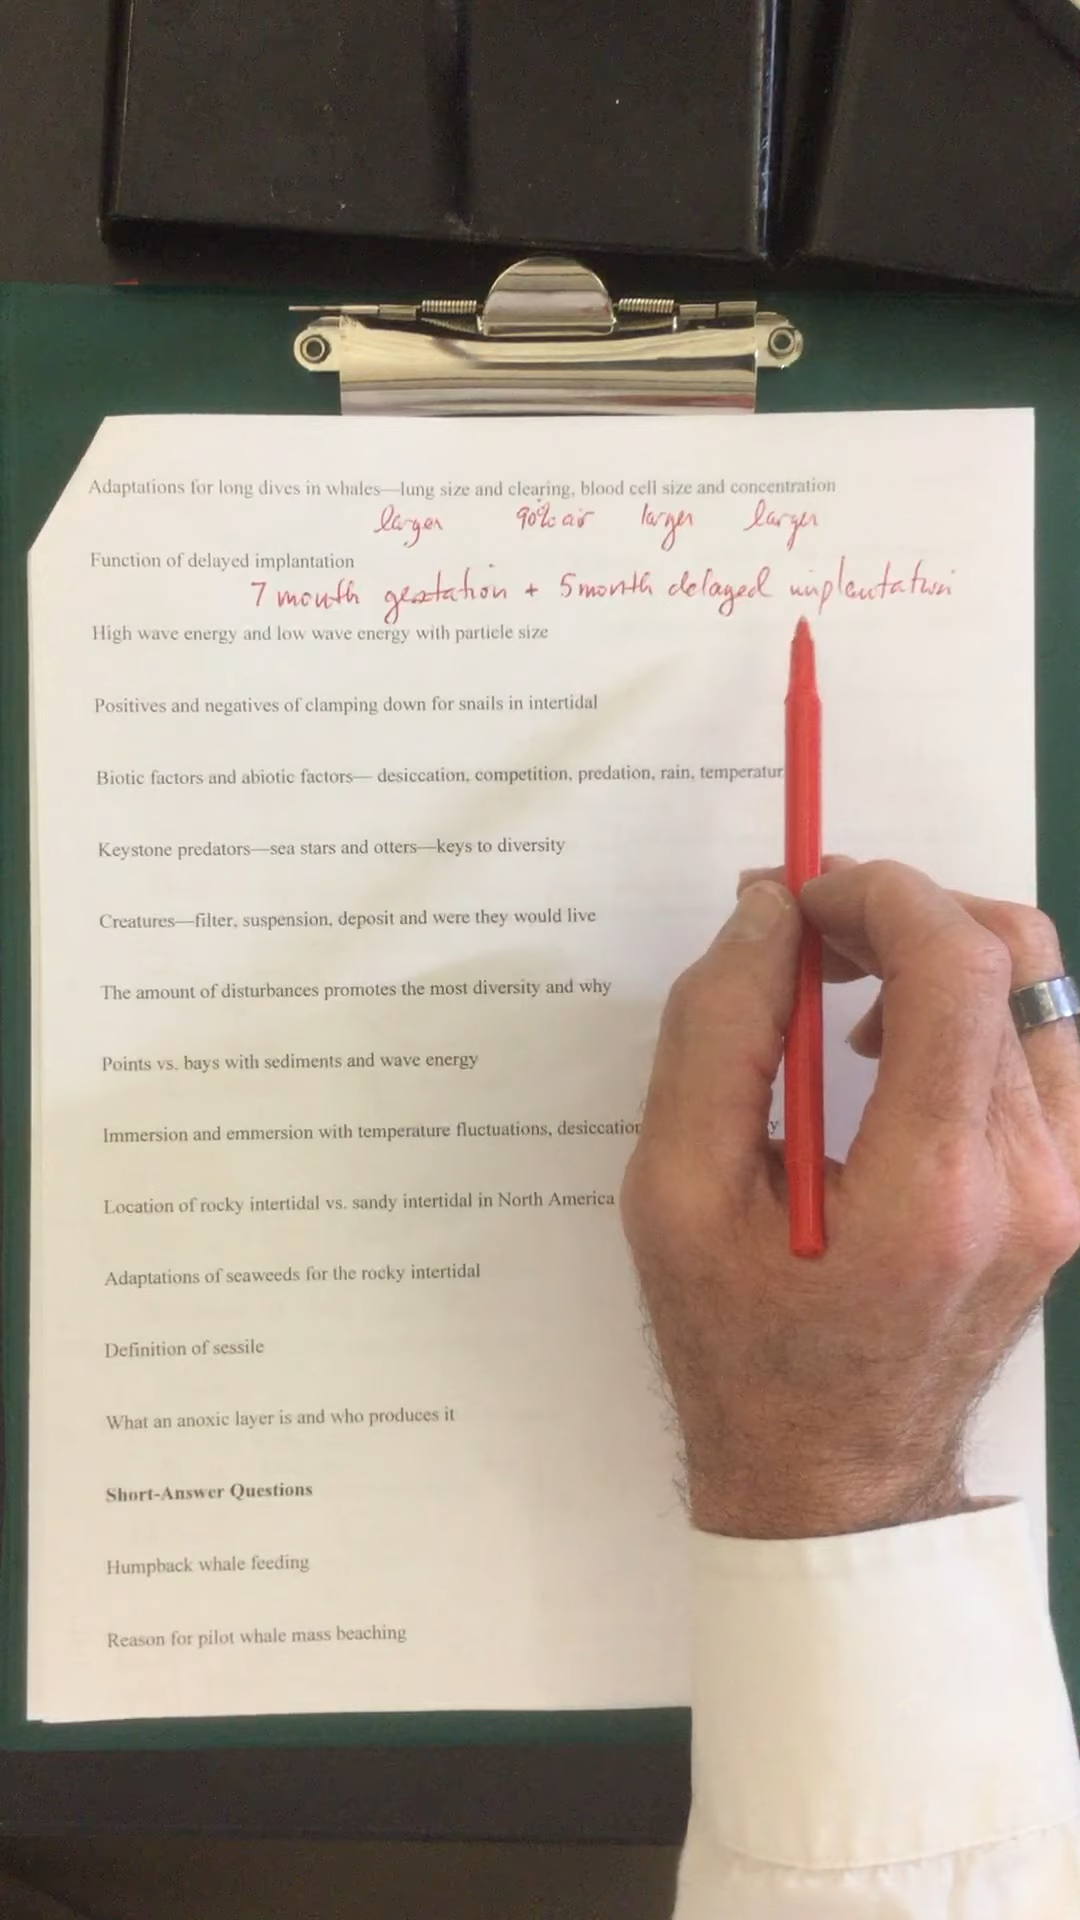 Adaptations for long dives in whales—lung size and clearing, blood cell size and concentration
larger 90% air larger larger
Function of delayed implantation
7 month gestation + 5 month delayed implantation
High wave energy and low wave energy with particle size
Positives and negatives of clamping down for snails in intertidal
Biotic factors and abiotic factors— desiccation, competition, predation, rain, temperatur
Keystone predators—sea stars and otters—keys to diversity
Creatures—filter, suspension, deposit and were they would live
The amount of disturbances promotes the most diversity and why
Points vs. bays with sediments and wave energy
Immersion and emmersion with temperature fluctuations, desiccation y
Location of rocky intertidal vs. sandy intertidal in North America
Adaptations of seaweeds for the rocky intertidal
Definition of sessile
What an anoxic layer is and who produces it
Short-Answer Questions
Humpback whale feeding
Reason for pilot whale mass beaching